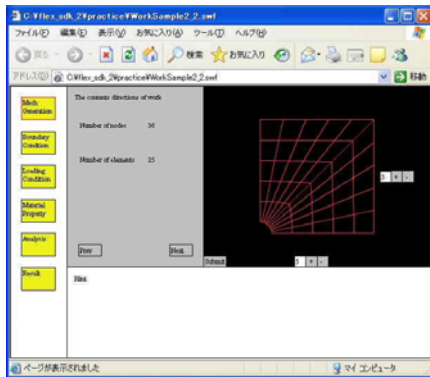 C:¥flex_sdk_2¥practice¥WorkSample2_2.swf
ファイル(F) 編集(E) 表示(V) お気に入り(A) ツール(T) ヘルプ(H)
戻る 検索 お気に入り
アドレス(D) C:¥flex_sdk_2¥practice¥WorkSample2_2.swf 移動
Mesh
Generation
Boundary
Condition
Loading
Condition
Material
Property
Analysis
Result
The contents directions of work
Number of nodes 36
Number of elements 25
Prev Next
Submit 5 + -
5 + -
Hint
ページが表示されました マイ コンピュータ